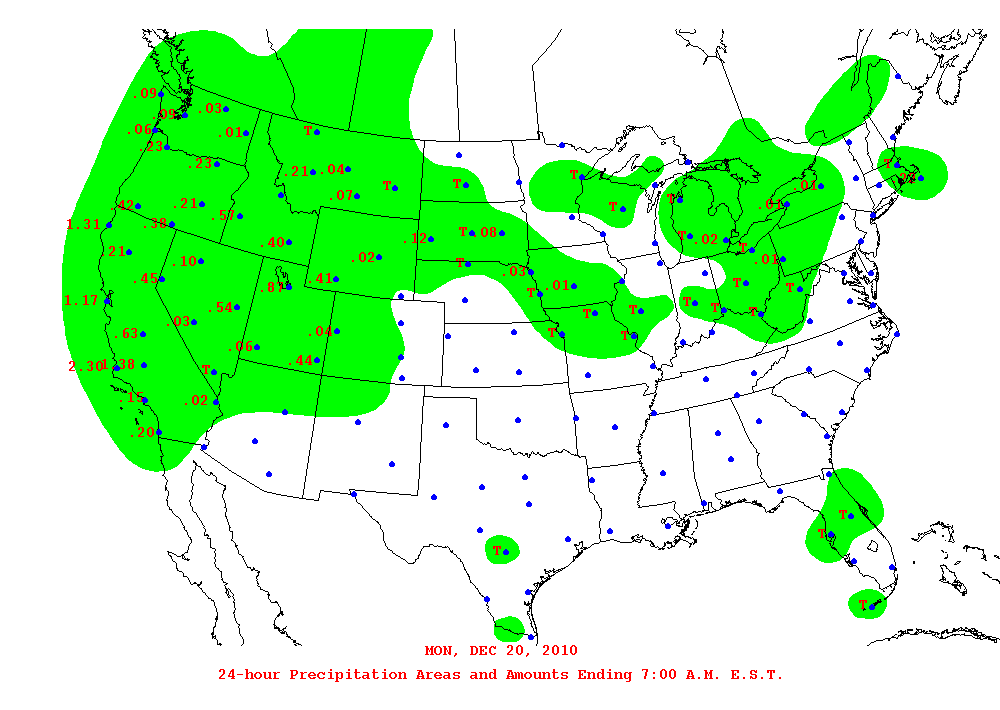 .09
.03
.09
.06
.01
T
.23
.23
.21
.04
T
.07
T
T
T
T
.01
T
.42
.21
.57
.01
1.31
.38
.12
T
.08
T
.02
.21
.40
.02
T
.01
.10
T
.03
.45
.81
.41
.01
T
T
1.17
.54
T
T
T
T
T
.03
T
.63
.04
T
T
.06
2.30
1.38
.44
T
.15
.02
.20
T
T
T
T
MON, DEC 20, 2010
24-hour Precipitation Areas and Amounts Ending 7:00 A.M. E.S.T.